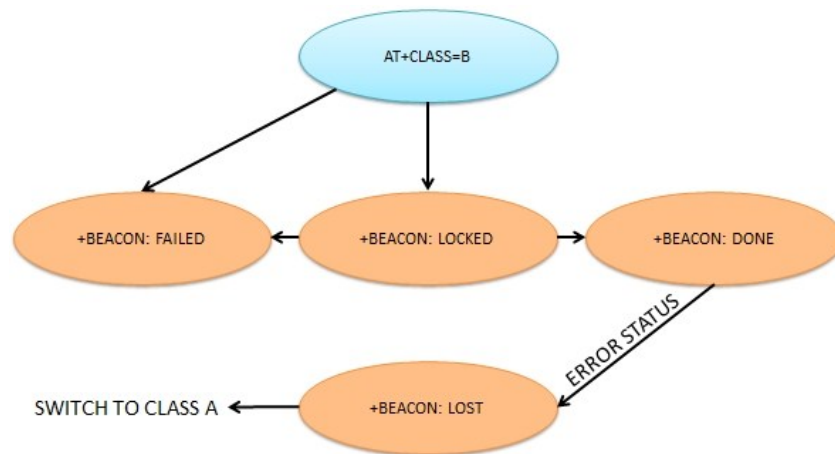 AT+CLASS=B
+BEACON: FAILED
+BEACON: LOCKED
+BEACON: DONE
ERROR STATUS
SWITCH TO CLASS A
+BEACON: LOST